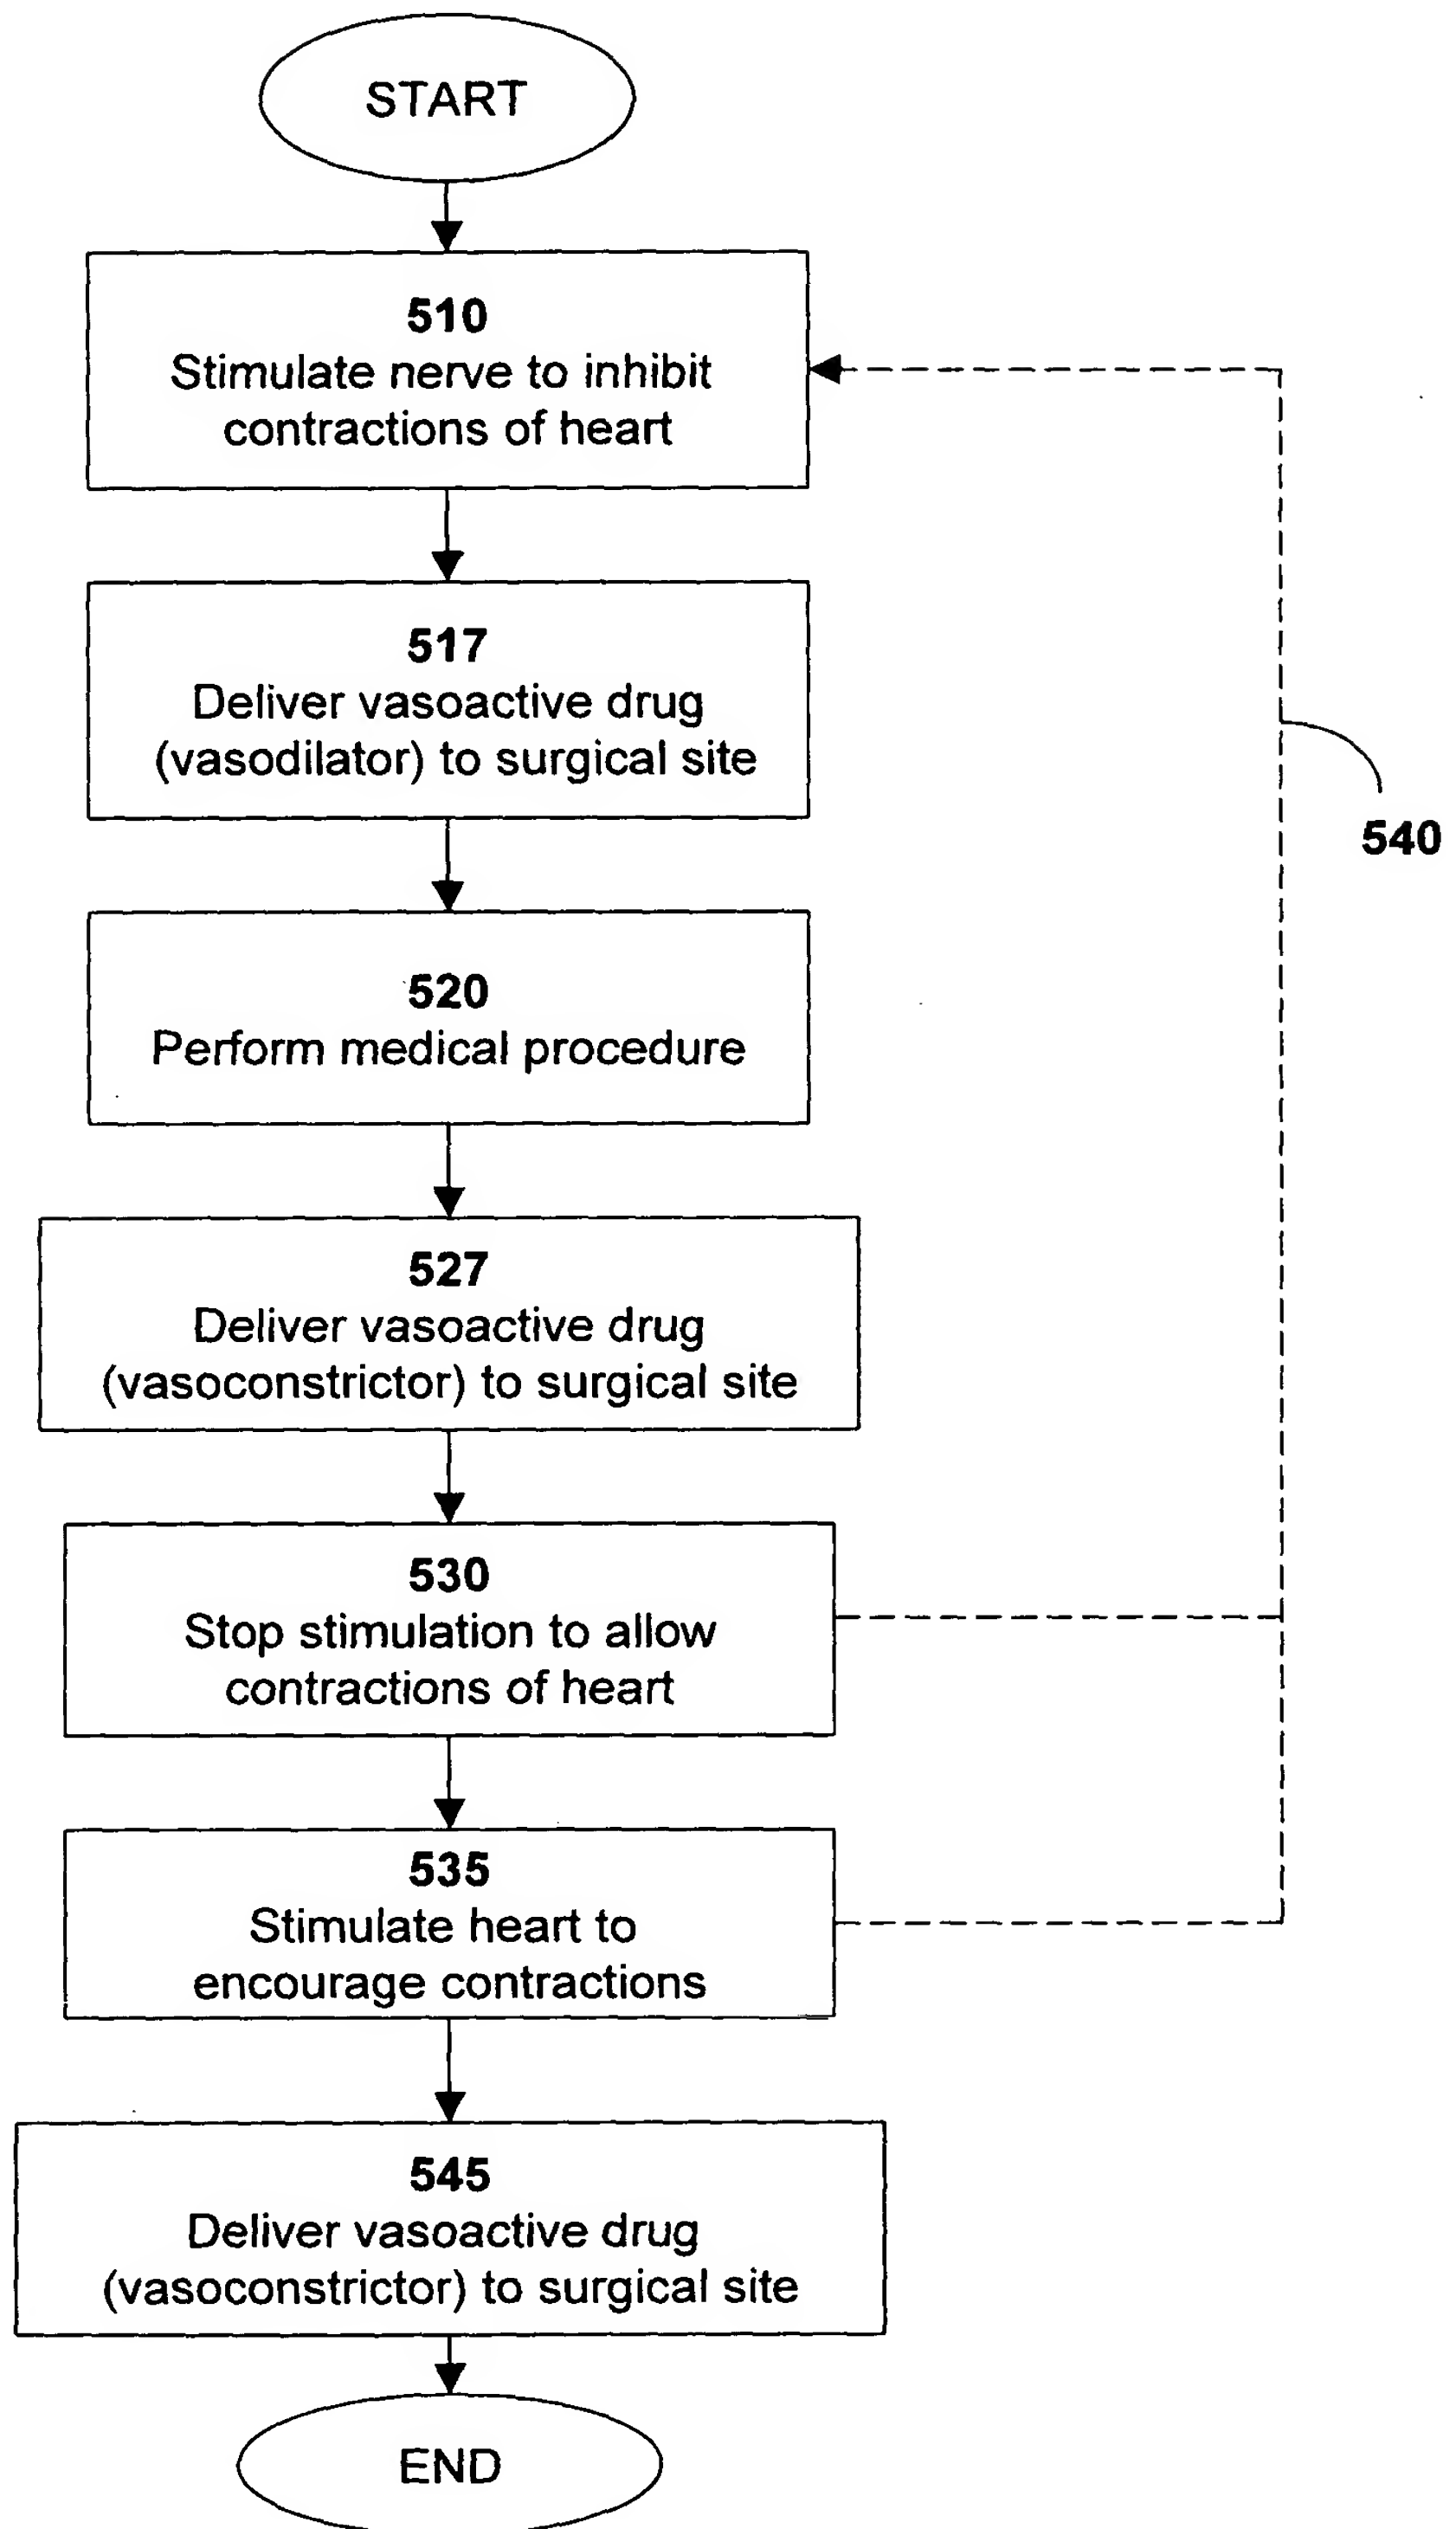 START
510
Stimulate nerve to inhibit
contractions of heart
517
Deliver vasoactive drug
(vasodilator) to surgical site
540
520
Perform medical procedure
527
Deliver vasoactive drug
(vasoconstrictor) to surgical site
530
Stop stimulation to allow
contractions of heart
535
Stimulate heart to
encourage contractions
545
Deliver vasoactive drug
(vasoconstrictor) to surgical site
END